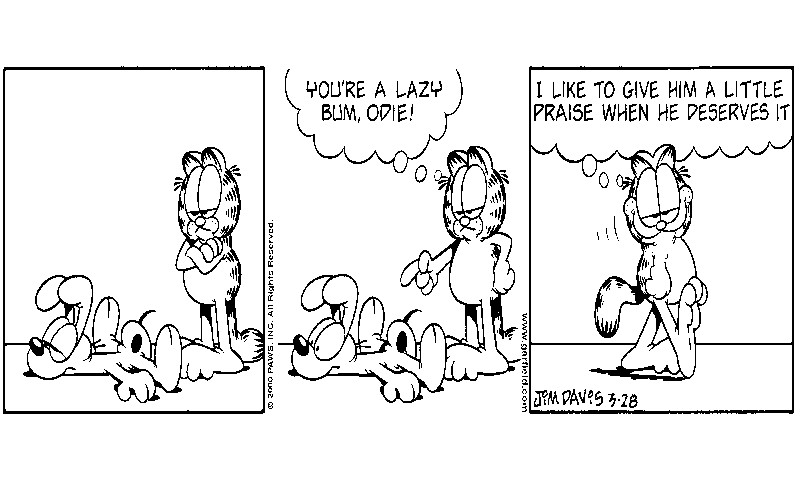 YOU'RE A LAZY
BUM, ODIE!
I LIKE TO GIVE HIM A LITTLE
PRAISE WHEN HE DESERVES IT
© 2000 PAWS, INC. All Rights Reserved.
www.garfield.com
JIM DAVIS 3-28